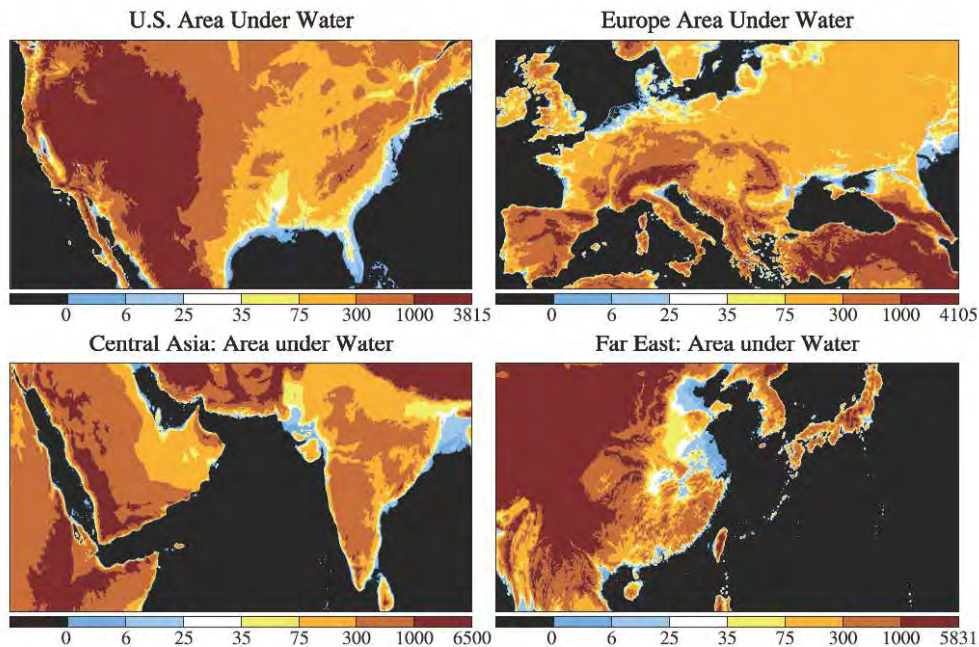 U.S. Area Under Water
Europe Area Under Water
0 6 25 35 75 300 1000 3815
0 6 25 35 75 300 1000 4105
Central Asia: Area under Water
Far East: Area under Water
0 6 25 35 75 300 1000 6500
0 6 25 35 75 300 1000 5831